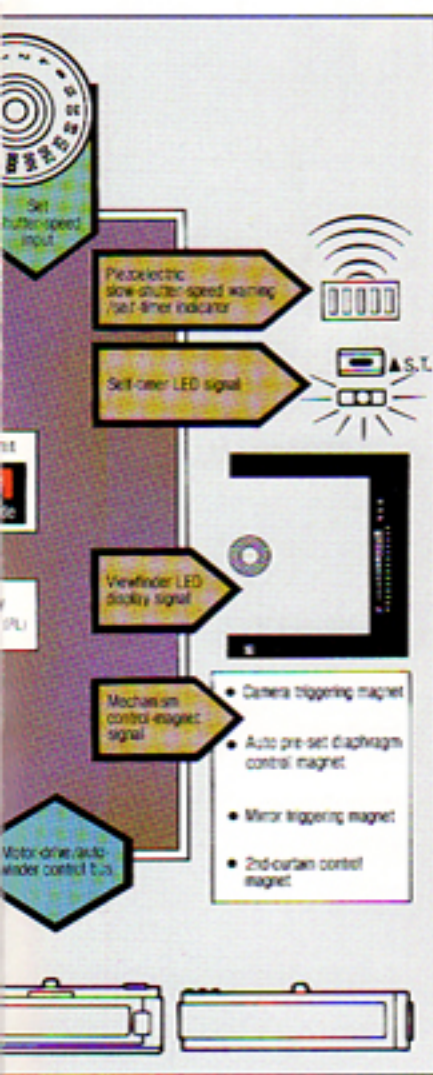 Set
shutter-speed
input
Piezoelectric
slow-shutter-speed warning
/self-timer indicator
Self-timer LED signal
▲S.T.
Viewfinder LED
display signal
Mechanism
control-magnet
signal
• Camera triggering magnet
• Auto pre-set diaphragm
control magnet
• Mirror triggering magnet
• 2nd-curtain control
magnet
Motor-drive/auto-
winder control bus